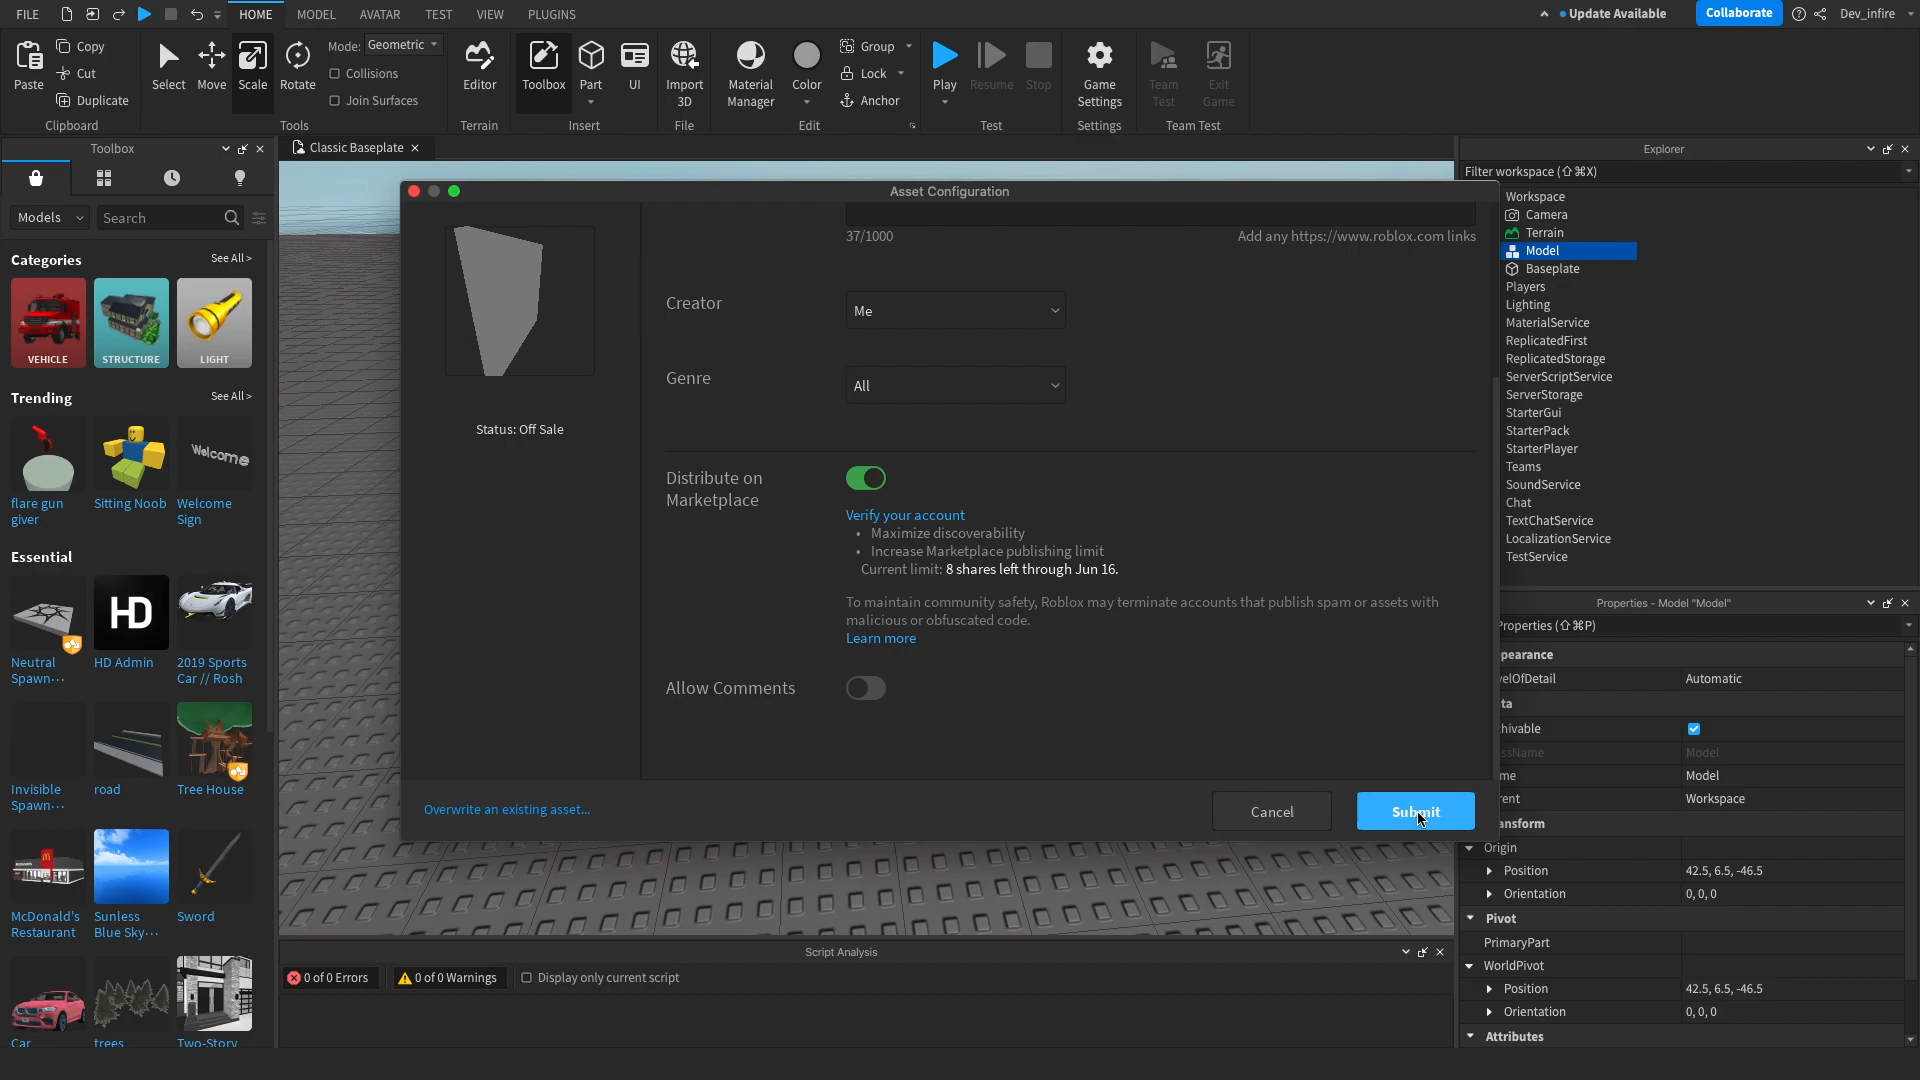 FILE HOME MODEL AVATAR TEST VIEW PLUGINS Update Available Collaborate Dev_infire
Paste Copy Cut Duplicate Clipboard
Select Move Scale Rotate Mode: Geometric Collisions Join Surfaces Tools
Editor Terrain
Toolbox Part UI Insert
Import 3D File
Material Manager Color Group Lock Anchor Edit
Play Resume Stop Test
Game Settings Settings
Team Test Exit Game Team Test
Toolbox
Models Search
Categories See All >
VEHICLE STRUCTURE LIGHT
Trending See All >
Welcome
flare gun giver
Sitting Noob
Welcome Sign
Essential
HD
Neutral Spawn...
HD Admin
2019 Sports Car // Rosh
Invisible Spawn...
road
Tree House
McDonald's Restaurant
Sunless Blue Sky...
Sword
Car
trees
Two-Story
Classic Baseplate
Asset Configuration
Status: Off Sale
37/1000 Add any https://www.roblox.com links
Creator Me
Genre All
Distribute on
Marketplace
Verify your account
• Maximize discoverability
• Increase Marketplace publishing limit
Current limit: 8 shares left through Jun 16.
To maintain community safety, Roblox may terminate accounts that publish spam or assets with
malicious or obfuscated code.
Learn more
Allow Comments
Overwrite an existing asset...
Cancel Submit
Script Analysis
0 of 0 Errors 0 of 0 Warnings Display only current script
Explorer
Filter workspace (⇧⌘X)
Workspace
Camera
Terrain
Model
Baseplate
Players
Lighting
MaterialService
ReplicatedFirst
ReplicatedStorage
ServerScriptService
ServerStorage
StarterGui
StarterPack
StarterPlayer
Teams
SoundService
Chat
TextChatService
LocalizationService
TestService
Properties - Model "Model"
Properties (⇧⌘P)
pearance
velOfDetail Automatic
ta
chivable
ssName Model
me Model
rent Workspace
ansform
Origin
Position 42.5, 6.5, -46.5
Orientation 0, 0, 0
Pivot
PrimaryPart
WorldPivot
Position 42.5, 6.5, -46.5
Orientation 0, 0, 0
Attributes